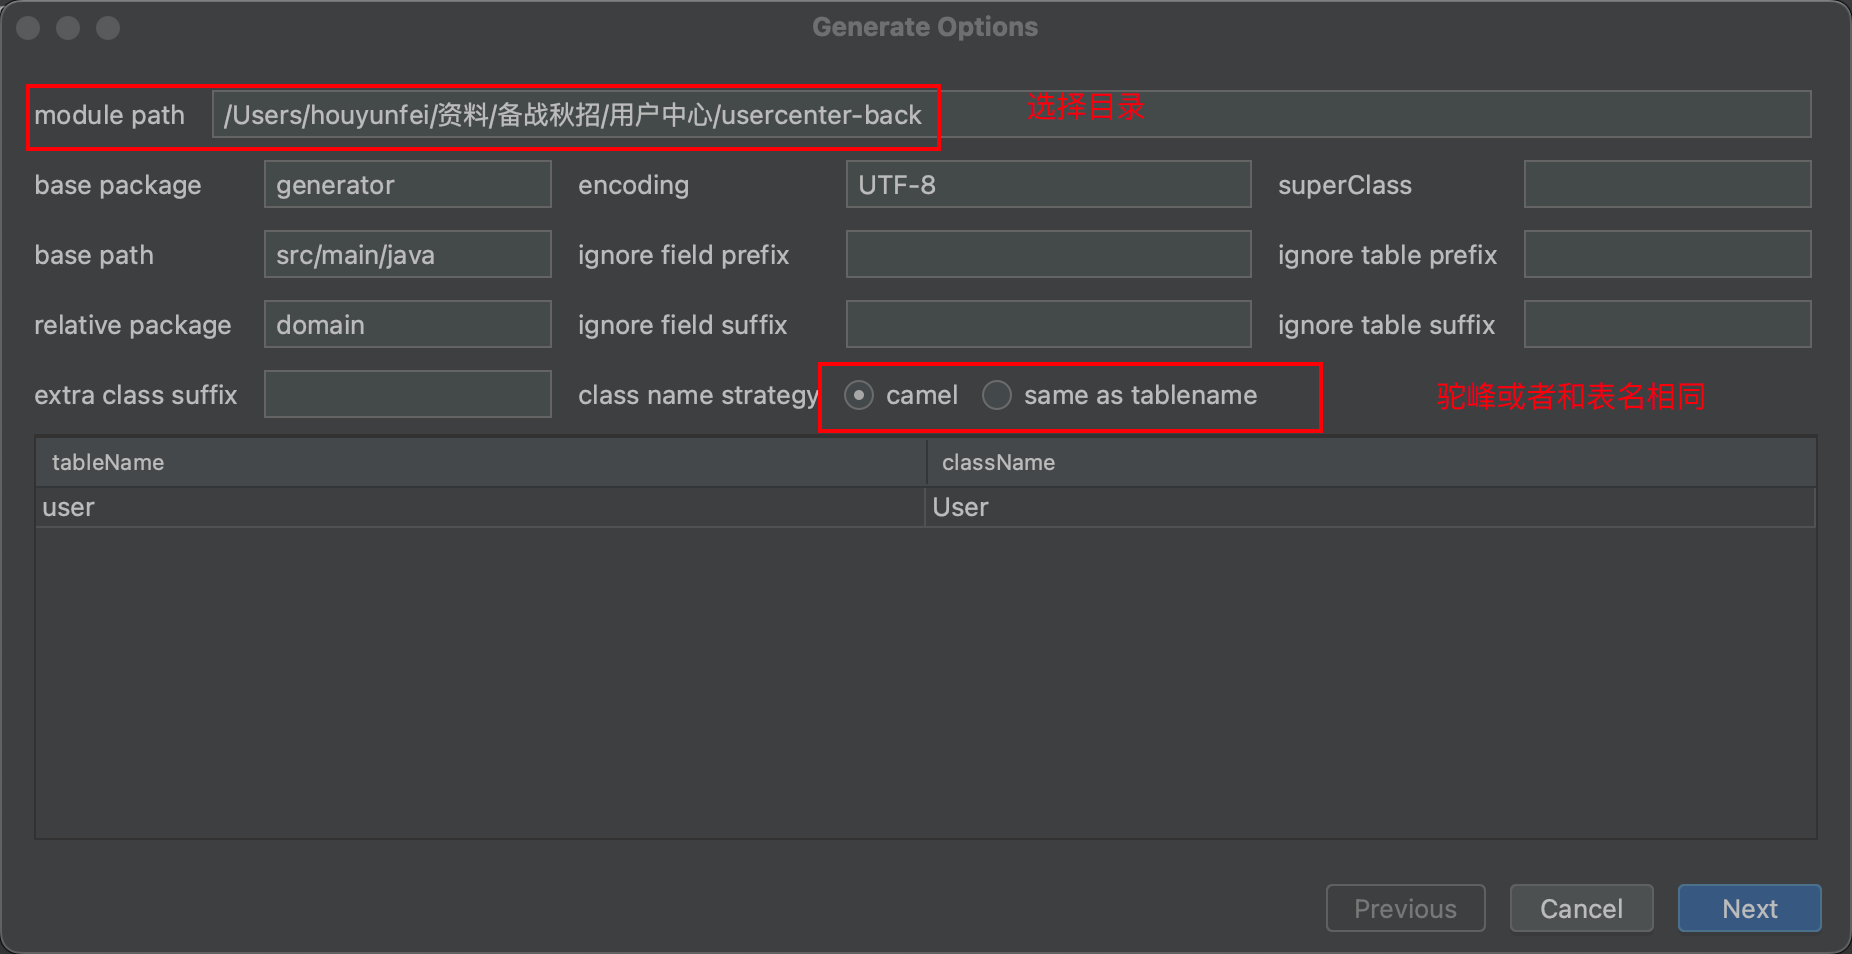 Generate Options
module path /Users/houyunfei/资料/备战秋招/用户中心/usercenter-back 选择目录
base package generator encoding UTF-8 superClass
base path src/main/java ignore field prefix ignore table prefix
relative package domain ignore field suffix ignore table suffix
extra class suffix class name strategy camel same as tablename 驼峰或者和表名相同
tableName className
user User
Previous Cancel Next